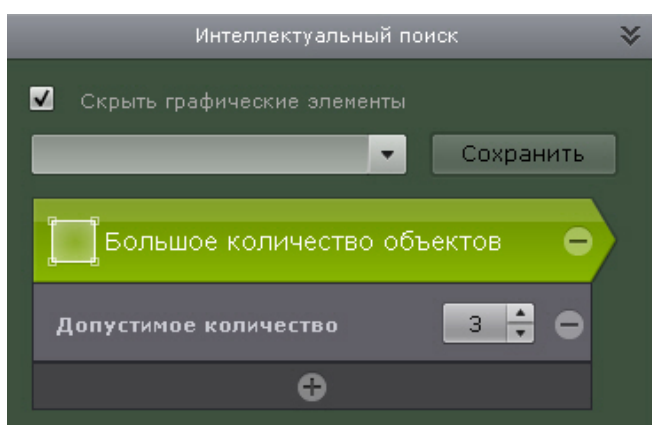 Интеллектуальный поиск
Скрыть графические элементы
Сохранить
Большое количество объектов
Допустимое количество 3